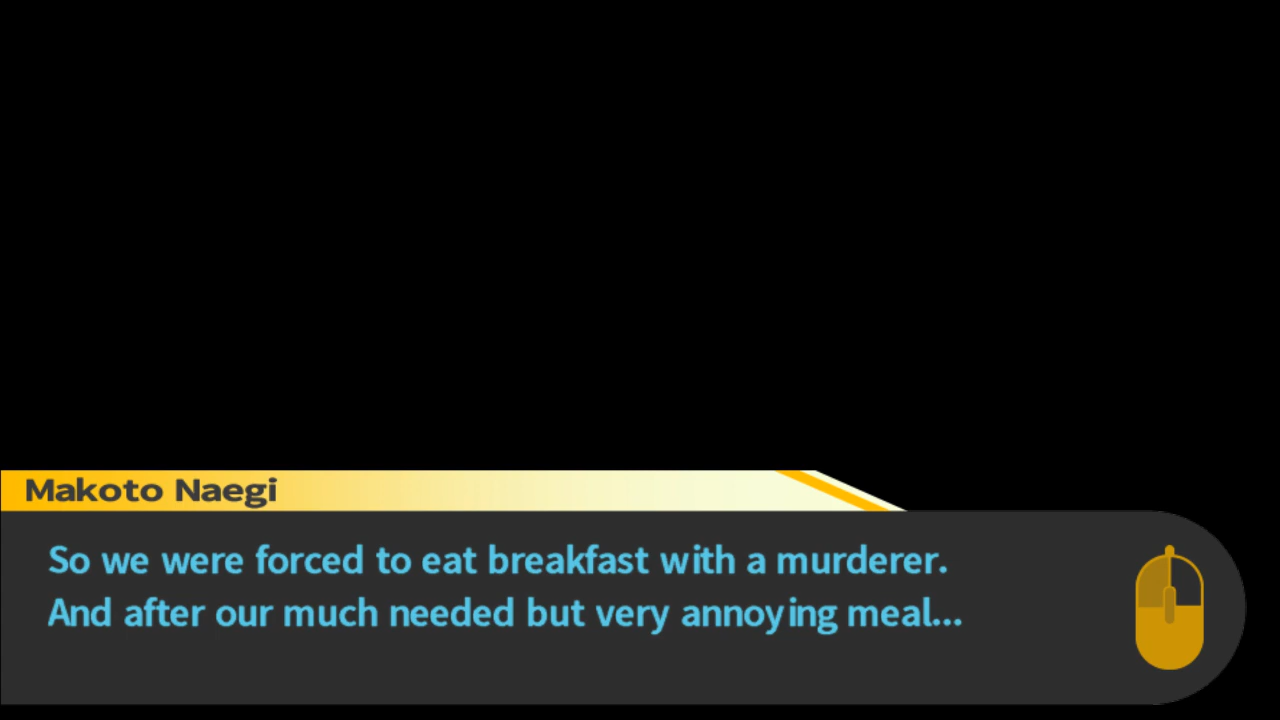 Makoto Naegi
So we were forced to eat breakfast with a murderer.
And after our much needed but very annoying meal...